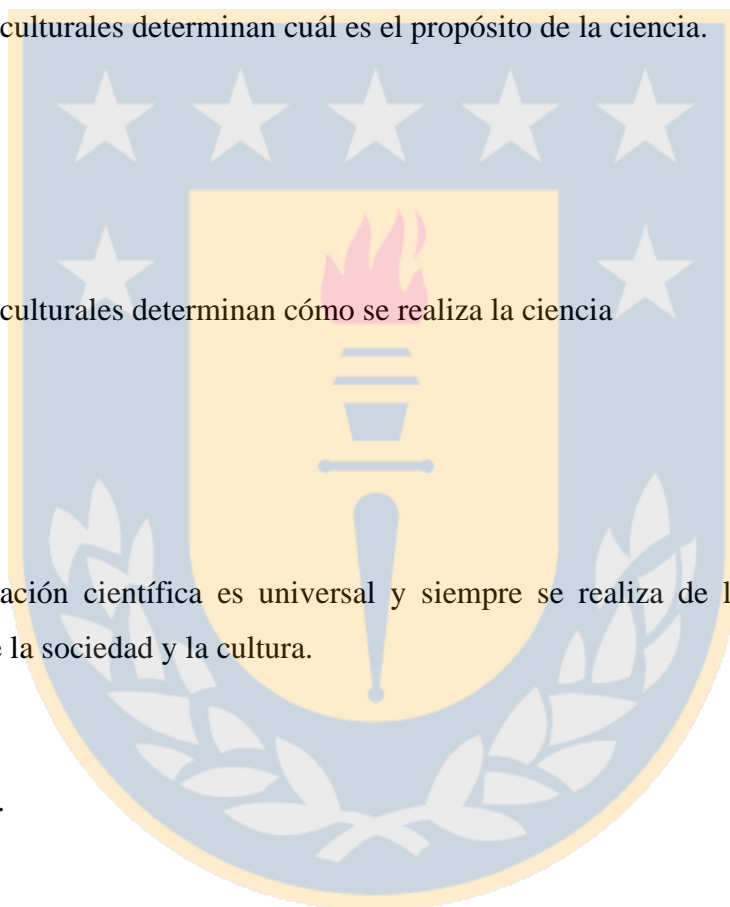 culturales determinan cuál es el propósito de la ciencia.
culturales determinan cómo se realiza la ciencia
ación científica es universal y siempre se realiza de l
la sociedad y la cultura.
.